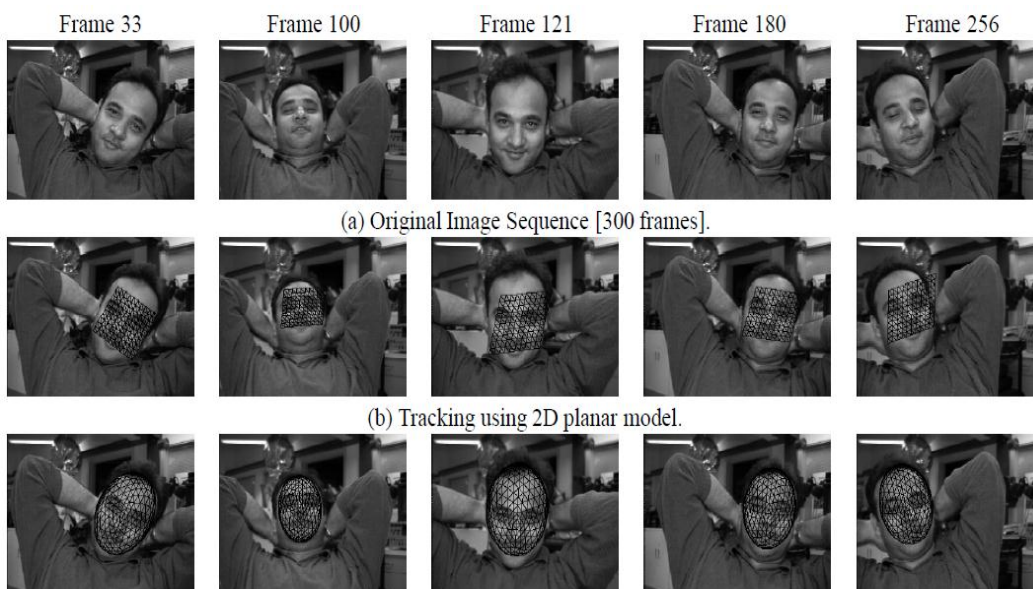 Frame 33 Frame 100 Frame 121 Frame 180 Frame 256
(a) Original Image Sequence [300 frames].
(b) Tracking using 2D planar model.